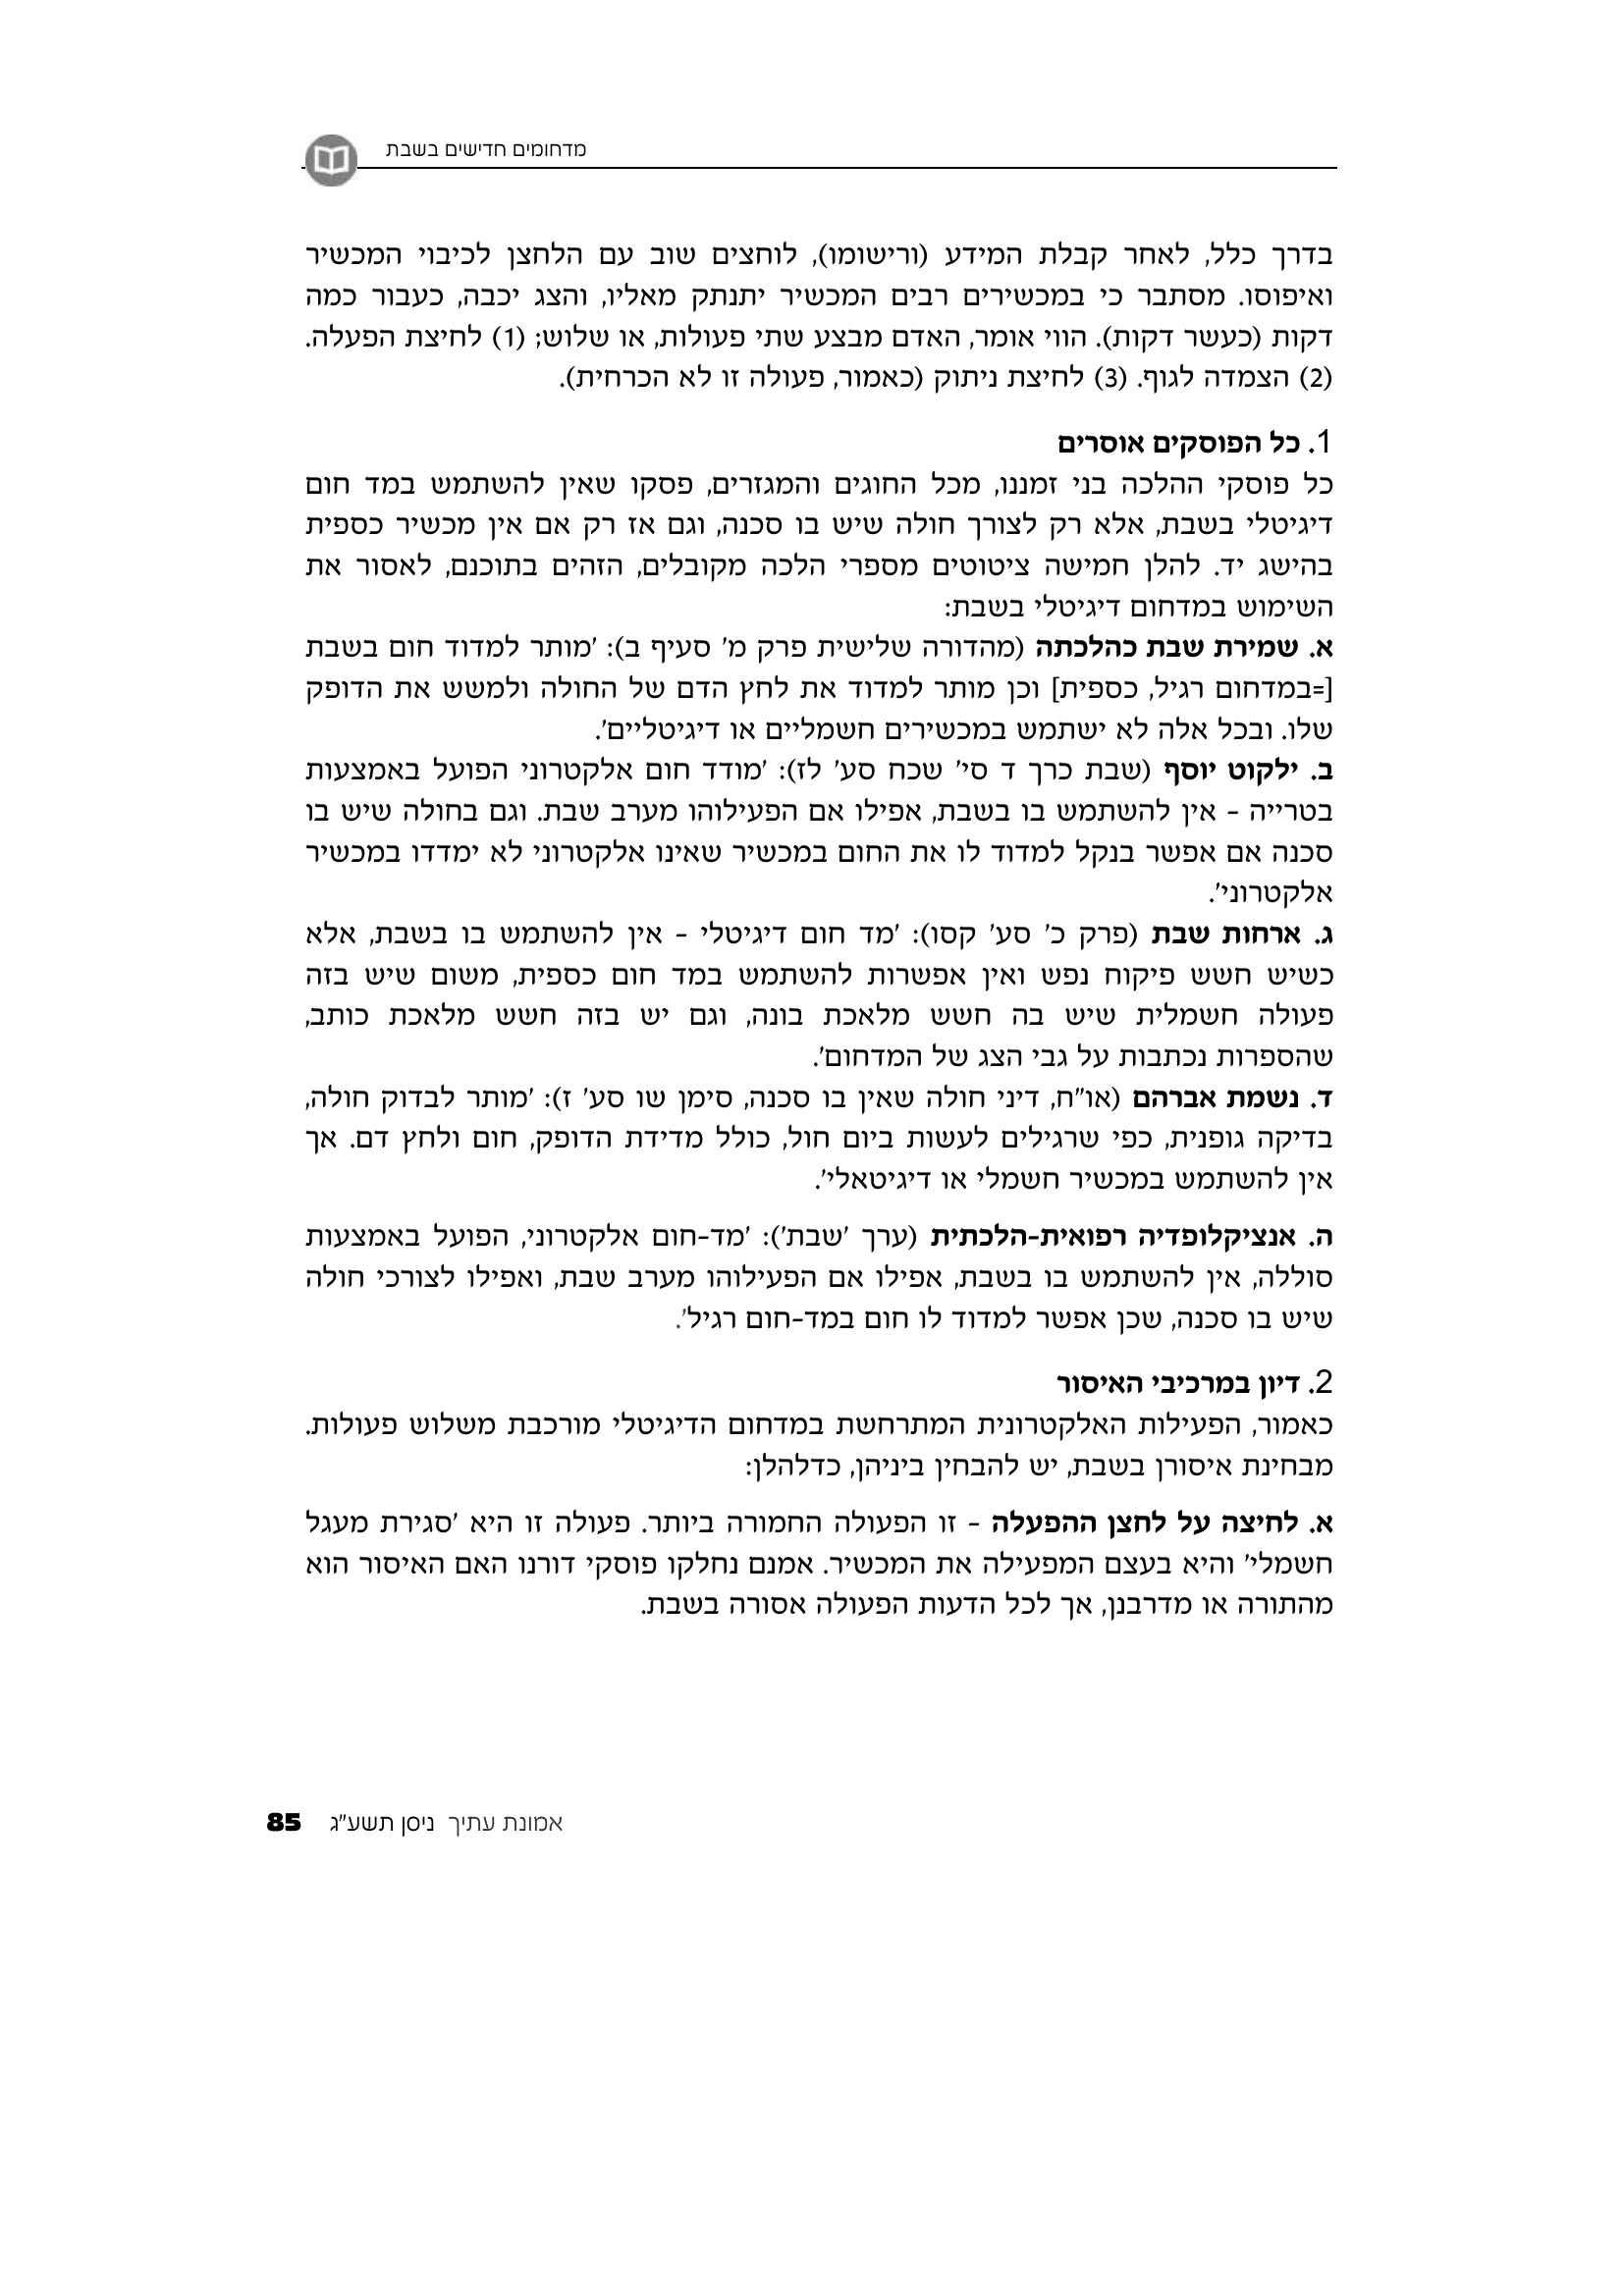 מדחומים חדישים בשבת
בדרך כלל, לאחר קבלת המידע (ורישומו), לוחצים שוב עם הלחצן לכיבוי המכשיר
ואיפוסו. מסתבר כי במכשירים רבים המכשיר יתנתק מאליו, והצג יכבה, כעבור כמה
דקות (כעשר דקות). הווי אומר, האדם מבצע שתי פעולות, או שלוש; (1) לחיצת הפעלה.
(2) הצמדה לגוף. (3) לחיצת ניתוק (כאמור, פעולה זו לא הכרחית).
1. כל הפוסקים אוסרים
כל פוסקי ההלכה בני זמננו, מכל החוגים והמגזרים, פסקו שאין להשתמש במד חום
דיגיטלי בשבת, אלא רק לצורך חולה שיש בו סכנה, וגם אז רק אם אין מכשיר כספית
בהישג יד. להלן חמישה ציטוטים מספרי הלכה מקובלים, הזהים בתוכנם, לאסור את
השימוש במדחום דיגיטלי בשבת:
א. שמירת שבת כהלכתה (מהדורה שלישית פרק מ' סעיף ב): 'מותר למדוד חום בשבת
[=במדחום רגיל, כספית] וכן מותר למדוד את לחץ הדם של החולה ולמשש את הדופק
שלו. ובכל אלה לא ישתמש במכשירים חשמליים או דיגיטליים'.
ב. ילקוט יוסף (שבת כרך ד סי' שכח סע' לז): 'מודד חום אלקטרוני הפועל באמצעות
בטרייה - אין להשתמש בו בשבת, אפילו אם הפעילוהו מערב שבת. וגם בחולה שיש בו
סכנה אם אפשר בנקל למדוד לו את החום במכשיר שאינו אלקטרוני לא ימדדו במכשיר
אלקטרוני'.
ג. ארחות שבת (פרק כ' סע' קסו): 'מד חום דיגיטלי - אין להשתמש בו בשבת, אלא
כשיש חשש פיקוח נפש ואין אפשרות להשתמש במד חום כספית, משום שיש בזה
פעולה חשמלית שיש בה חשש מלאכת בונה, וגם יש בזה חשש מלאכת כותב,
שהספרות נכתבות על גבי הצג של המדחום'.
ד. נשמת אברהם (או"ח, דיני חולה שאין בו סכנה, סימן שו סע' ז): 'מותר לבדוק חולה,
בדיקה גופנית, כפי שרגילים לעשות ביום חול, כולל מדידת הדופק, חום ולחץ דם. אך
אין להשתמש במכשיר חשמלי או דיגיטאלי'.
ה. אנציקלופדיה רפואית-הלכתית (ערך 'שבת'): 'מד-חום אלקטרוני, הפועל באמצעות
סוללה, אין להשתמש בו בשבת, אפילו אם הפעילוהו מערב שבת, ואפילו לצורכי חולה
שיש בו סכנה, שכן אפשר למדוד לו חום במד-חום רגיל'.
2. דיון במרכיבי האיסור
כאמור, הפעילות האלקטרונית המתרחשת במדחום הדיגיטלי מורכבת משלוש פעולות.
מבחינת איסורן בשבת, יש להבחין ביניהן, כדלהלן:
א. לחיצה על לחצן ההפעלה - זו הפעולה החמורה ביותר. פעולה זו היא 'סגירת מעגל
חשמלי' והיא בעצם המפעילה את המכשיר. אמנם נחלקו פוסקי דורנו האם האיסור הוא
מהתורה או מדרבנן, אך לכל הדעות הפעולה אסורה בשבת.
אמונת עתיך ניסן תשע"ג 85